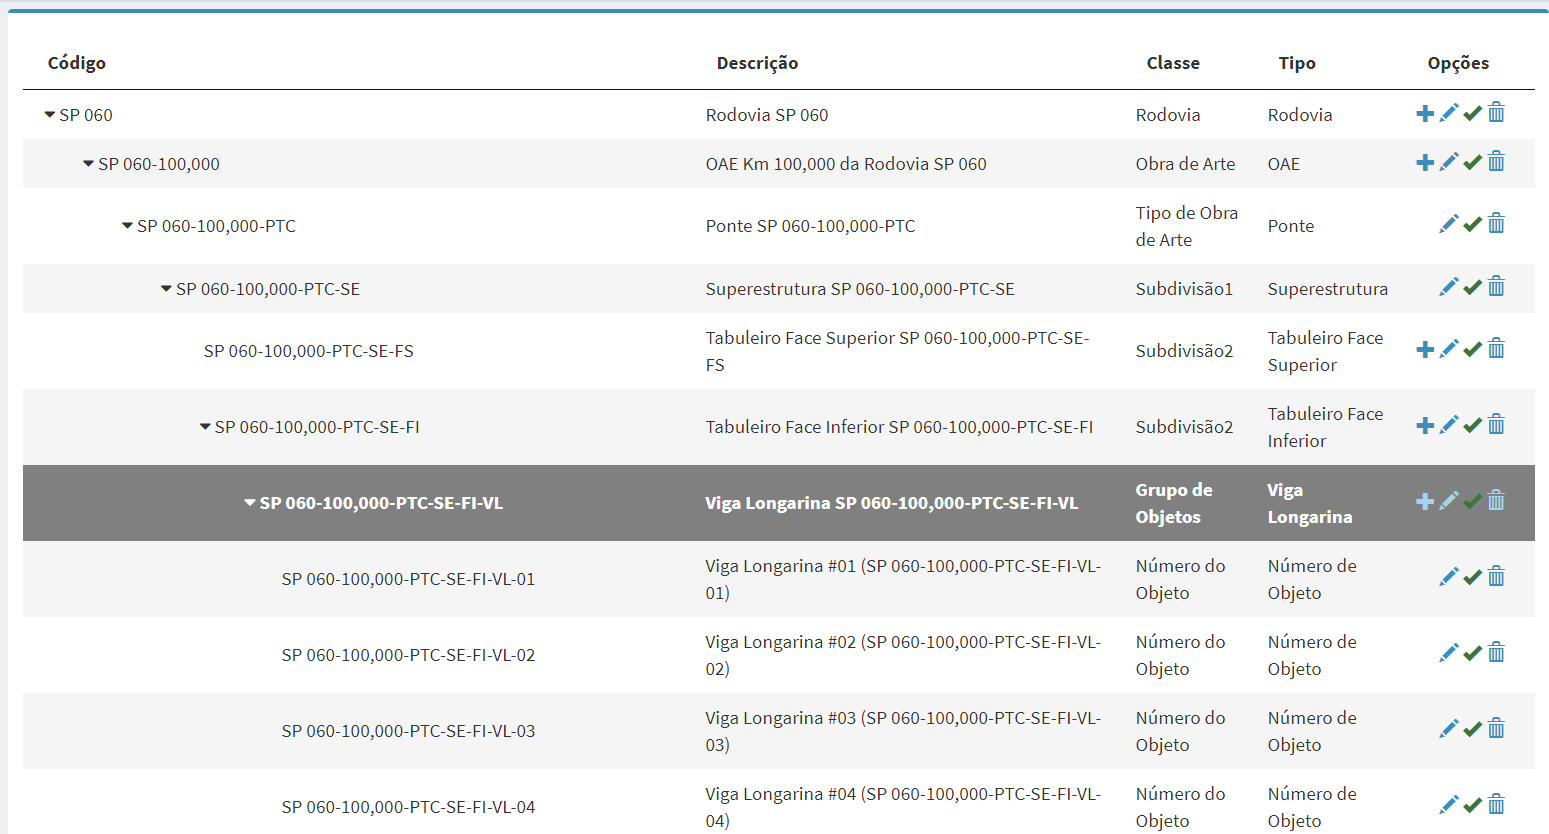 Código Descrição Classe Tipo Opções
SP 060 Rodovia SP 060 Rodovia Rodovia
SP 060-100,000 OAE Km 100,000 da Rodovia SP 060 Obra de Arte OAE
SP 060-100,000-PTC Ponte SP 060-100,000-PTC Tipo de Obra Ponte
de Arte
SP 060-100,000-PTC-SE Superestrutura SP 060-100,000-PTC-SE Subdivisão1 Superestrutura
SP 060-100,000-PTC-SE-FS Tabuleiro Face Superior SP 060-100,000-PTC-SE- Subdivisão2 Tabuleiro Face
FS Superior
SP 060-100,000-PTC-SE-FI Tabuleiro Face Inferior SP 060-100,000-PTC-SE-FI Subdivisão2 Tabuleiro Face
Inferior
SP 060-100,000-PTC-SE-FI-VL Viga Longarina SP 060-100,000-PTC-SE-FI-VL Grupo de Viga
Objetos Longarina
SP 060-100,000-PTC-SE-FI-VL-01 Viga Longarina #01 (SP 060-100,000-PTC-SE-FI-VL- Número do Número de
01) Objeto Objeto
SP 060-100,000-PTC-SE-FI-VL-02 Viga Longarina #02 (SP 060-100,000-PTC-SE-FI-VL- Número do Número de
02) Objeto Objeto
SP 060-100,000-PTC-SE-FI-VL-03 Viga Longarina #03 (SP 060-100,000-PTC-SE-FI-VL- Número do Número de
03) Objeto Objeto
SP 060-100,000-PTC-SE-FI-VL-04 Viga Longarina #04 (SP 060-100,000-PTC-SE-FI-VL- Número do Número de
04) Objeto Objeto